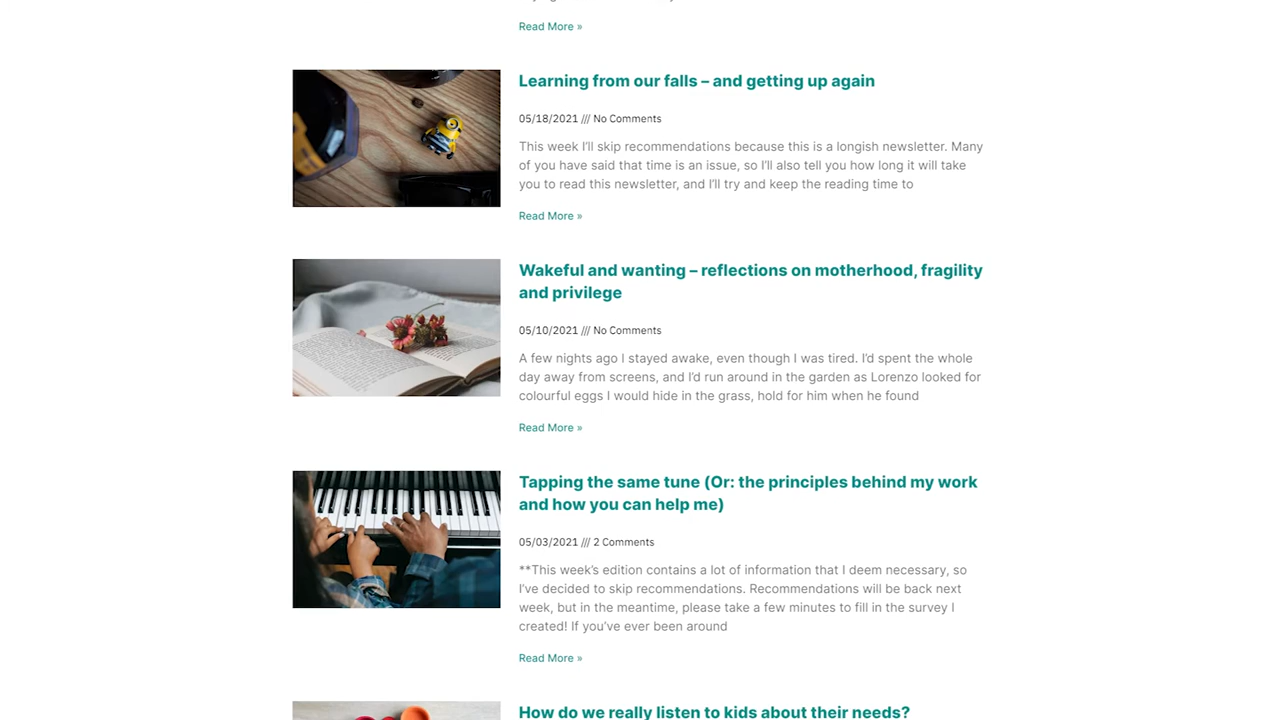 Read More »
Learning from our falls – and getting up again
05/18/2021 /// No Comments
This week I'll skip recommendations because this is a longish newsletter. Many
of you have said that time is an issue, so I'll also tell you how long it will take
you to read this newsletter, and I'll try and keep the reading time to
Read More »
Wakeful and wanting – reflections on motherhood, fragility
and privilege
05/10/2021 /// No Comments
A few nights ago I stayed awake, even though I was tired. I'd spent the whole
day away from screens, and I'd run around in the garden as Lorenzo looked for
colourful eggs I would hide in the grass, hold for him when he found
Read More »
Tapping the same tune (Or: the principles behind my work
and how you can help me)
05/03/2021 /// 2 Comments
**This week's edition contains a lot of information that I deem necessary, so
I've decided to skip recommendations. Recommendations will be back next
week, but in the meantime, please take a few minutes to fill in the survey I
created! If you've ever been around
Read More »
How do we really listen to kids about their needs?